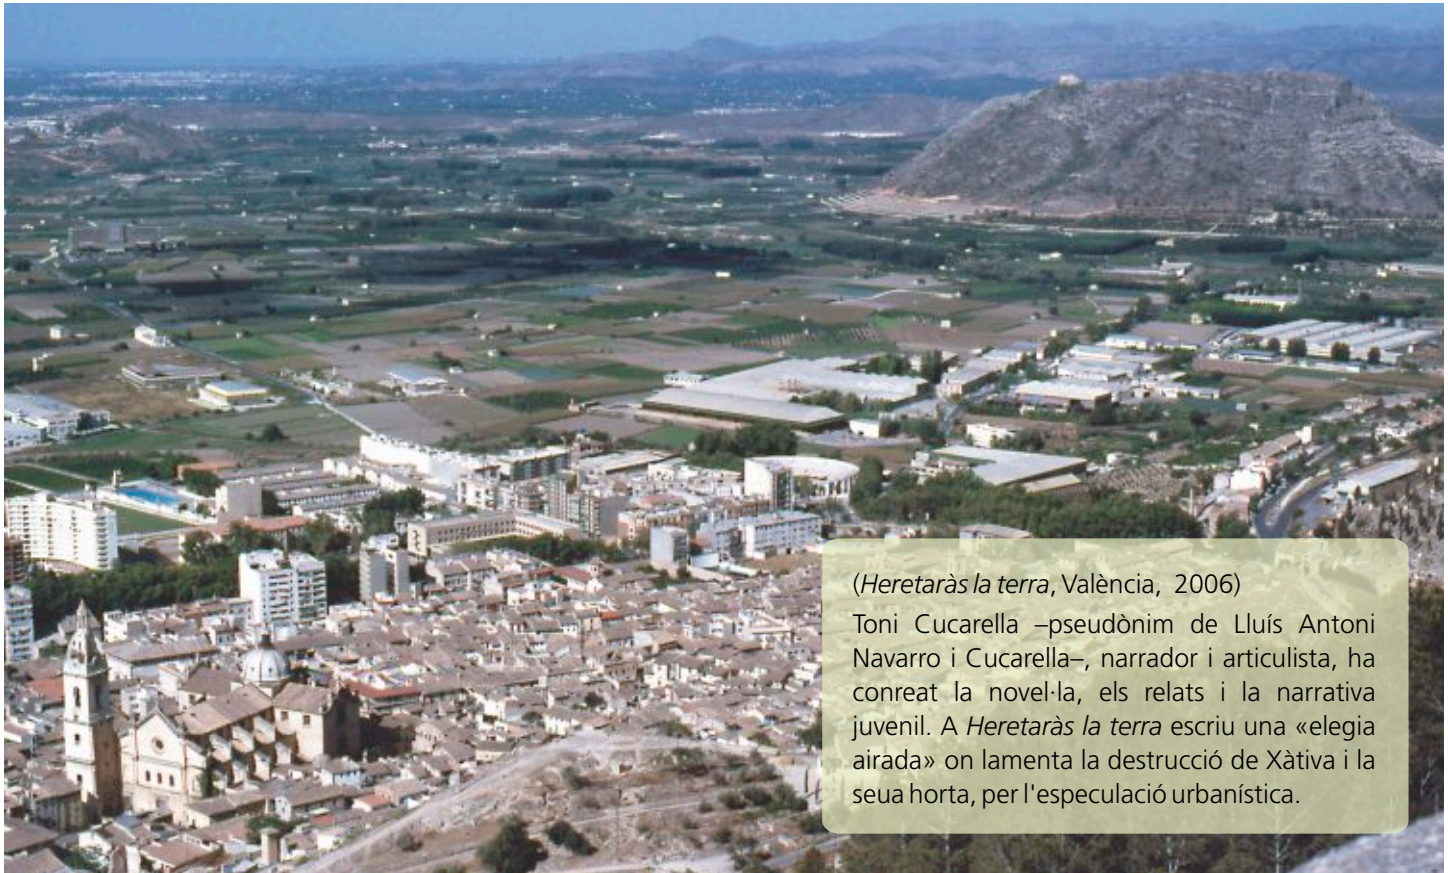 (Heretaràs la terra, València, 2006)
Toni Cucarella –pseudònim de Lluís Antoni
Navarro i Cucarella–, narrador i articulista, ha
conreat la novel·la, els relats i la narrativa
juvenil. A Heretaràs la terra escriu una «elegia
airada» on lamenta la destrucció de Xàtiva i la
seua horta, per l'especulació urbanística.